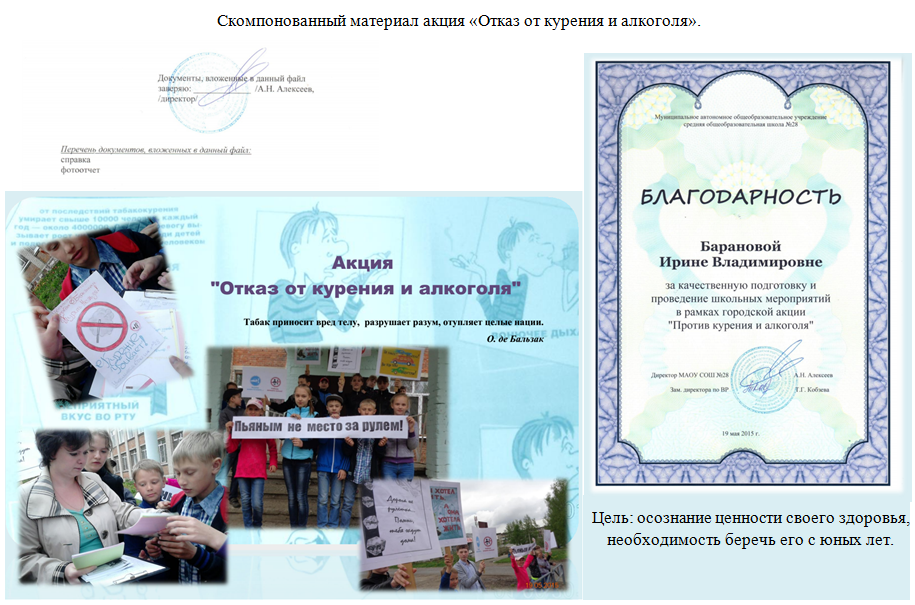 Скомпонованный материал акция «Отказ от курения и алкоголя».
Документы, вложенные в данный файл
заверяю: ______________ /А.Н. Алексеев,
/директор/
Перечень документов, вложенных в данный файл:
справка
фотоотчет
от последствий табакокурения
умирает свыше 10000 человек, каждый
год — около 400000
Акция
"Отказ от курения и алкоголя"
Табак приносит вред телу, разрушает разум, отупляет целые нации.
О. де Бальзак
НЕПРИЯТНЫЙ
ВКУС ВО РТУ
Пьяным не место за рулем!
Муниципальное автономное общеобразовательное учреждение
средняя общеобразовательная школа №28
БЛАГОДАРНОСТЬ
Барановой
Ирине Владимировне
за качественную подготовку и
проведение школьных мероприятий
в рамках городской акции
"Против курения и алкоголя"
Директор МАОУ СОШ №28 А.Н. Алексеев
Зам. директора по ВР Т.Г. Кобзева
19 мая 2015 г.
Цель: осознание ценности своего здоровья,
необходимость беречь его с юных лет.